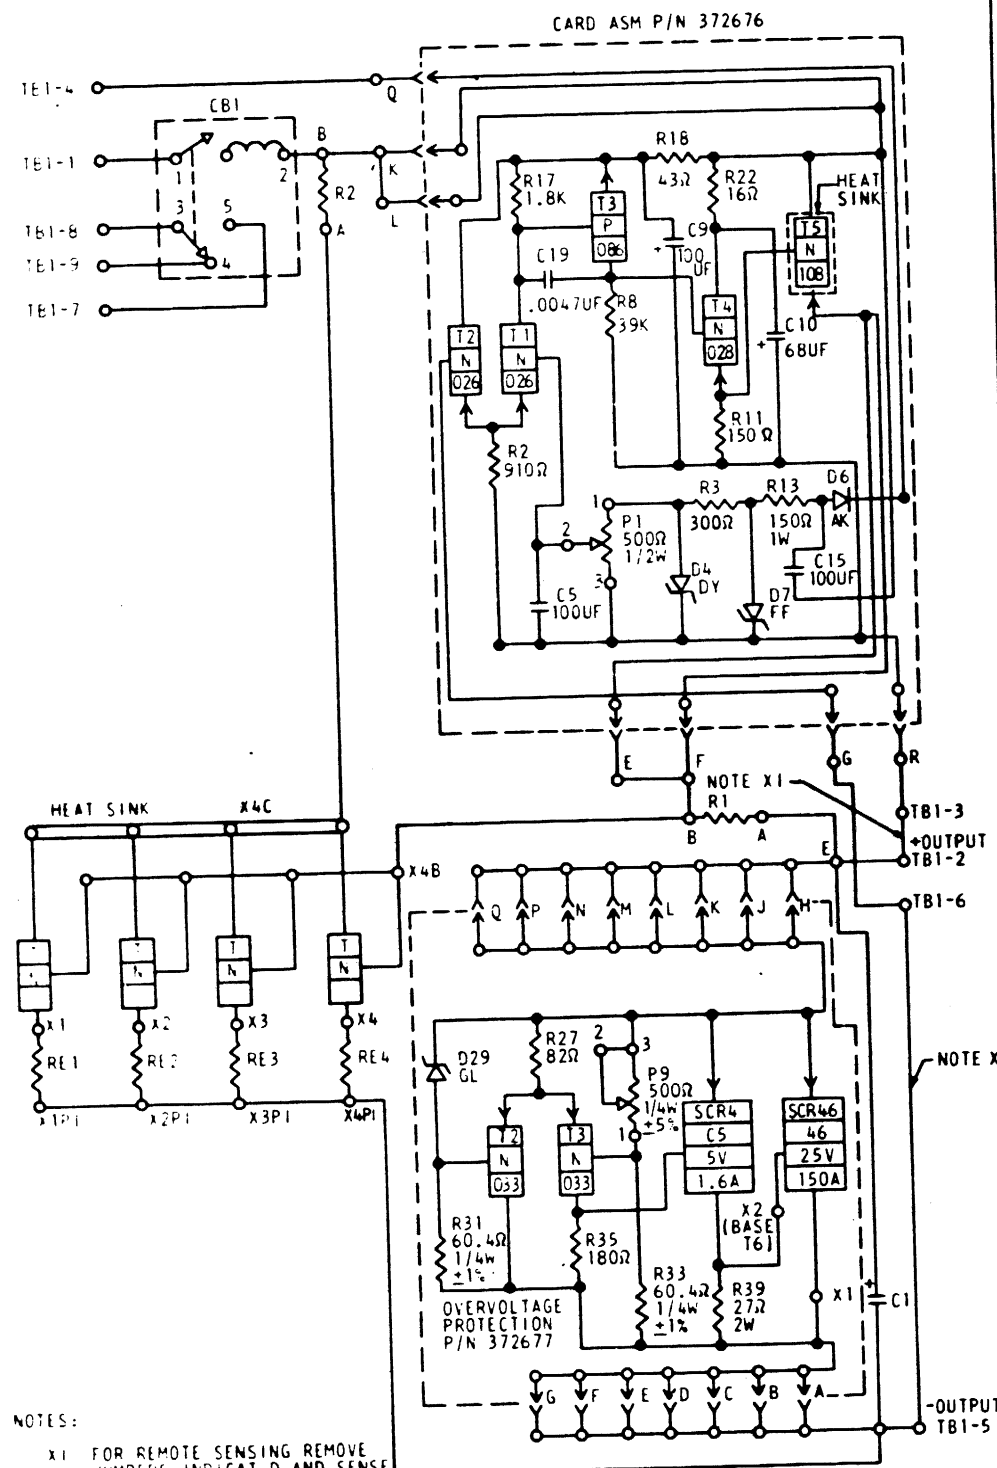 CARD ASM P/N 372676
TB1-4
Q
CB1
TB1-1
1
2
B
K
R2
L
A
TB1-8
3
5
TB1-9
4
TB1-7
R18
43Ω
R17
1.8K
T3
P
086
R22
16Ω
HEAT
SINK
T5
N
108
C9
+
100
UF
C19
.0047UF
R8
39K
T4
N
028
C10
+
68UF
T2
N
026
T1
N
026
R11
150Ω
R2
910Ω
R3
300Ω
R13
150Ω
1W
D6
AK
1
2
3
P1
500Ω
1/2W
C15
100UF
D4
DY
D7
FF
C5
100UF
E
F
G
R
NOTE X1
R1
B
A
TB1-3
+OUTPUT
TB1-2
E
HEAT SINK
X4C
X4B
TB1-6
Q
P
N
M
L
K
J
H
T
T
N
T
N
T
N
X1
X2
X3
X4
RE1
RE2
RE3
RE4
X1P1
X2P1
X3P1
X4P1
D29
GL
R27
82Ω
2
3
P9
500Ω
1/4W
±5%
1
NOTE X
T2
N
033
T3
N
033
SCR4
C5
5V
1.6A
SCR46
46
25V
150A
X2
(BASE
T6)
R31
60.4Ω
1/4W
±1%
R35
180Ω
R33
60.4Ω
1/4W
±1%
R39
27Ω
2W
X1
+
C1
OVERVOLTAGE
PROTECTION
P/N 372677
G
F
E
D
C
B
A
-OUTPUT
TB1-5
NOTES:
X1 FOR REMOTE SENSING REMOVE
AND SENSE